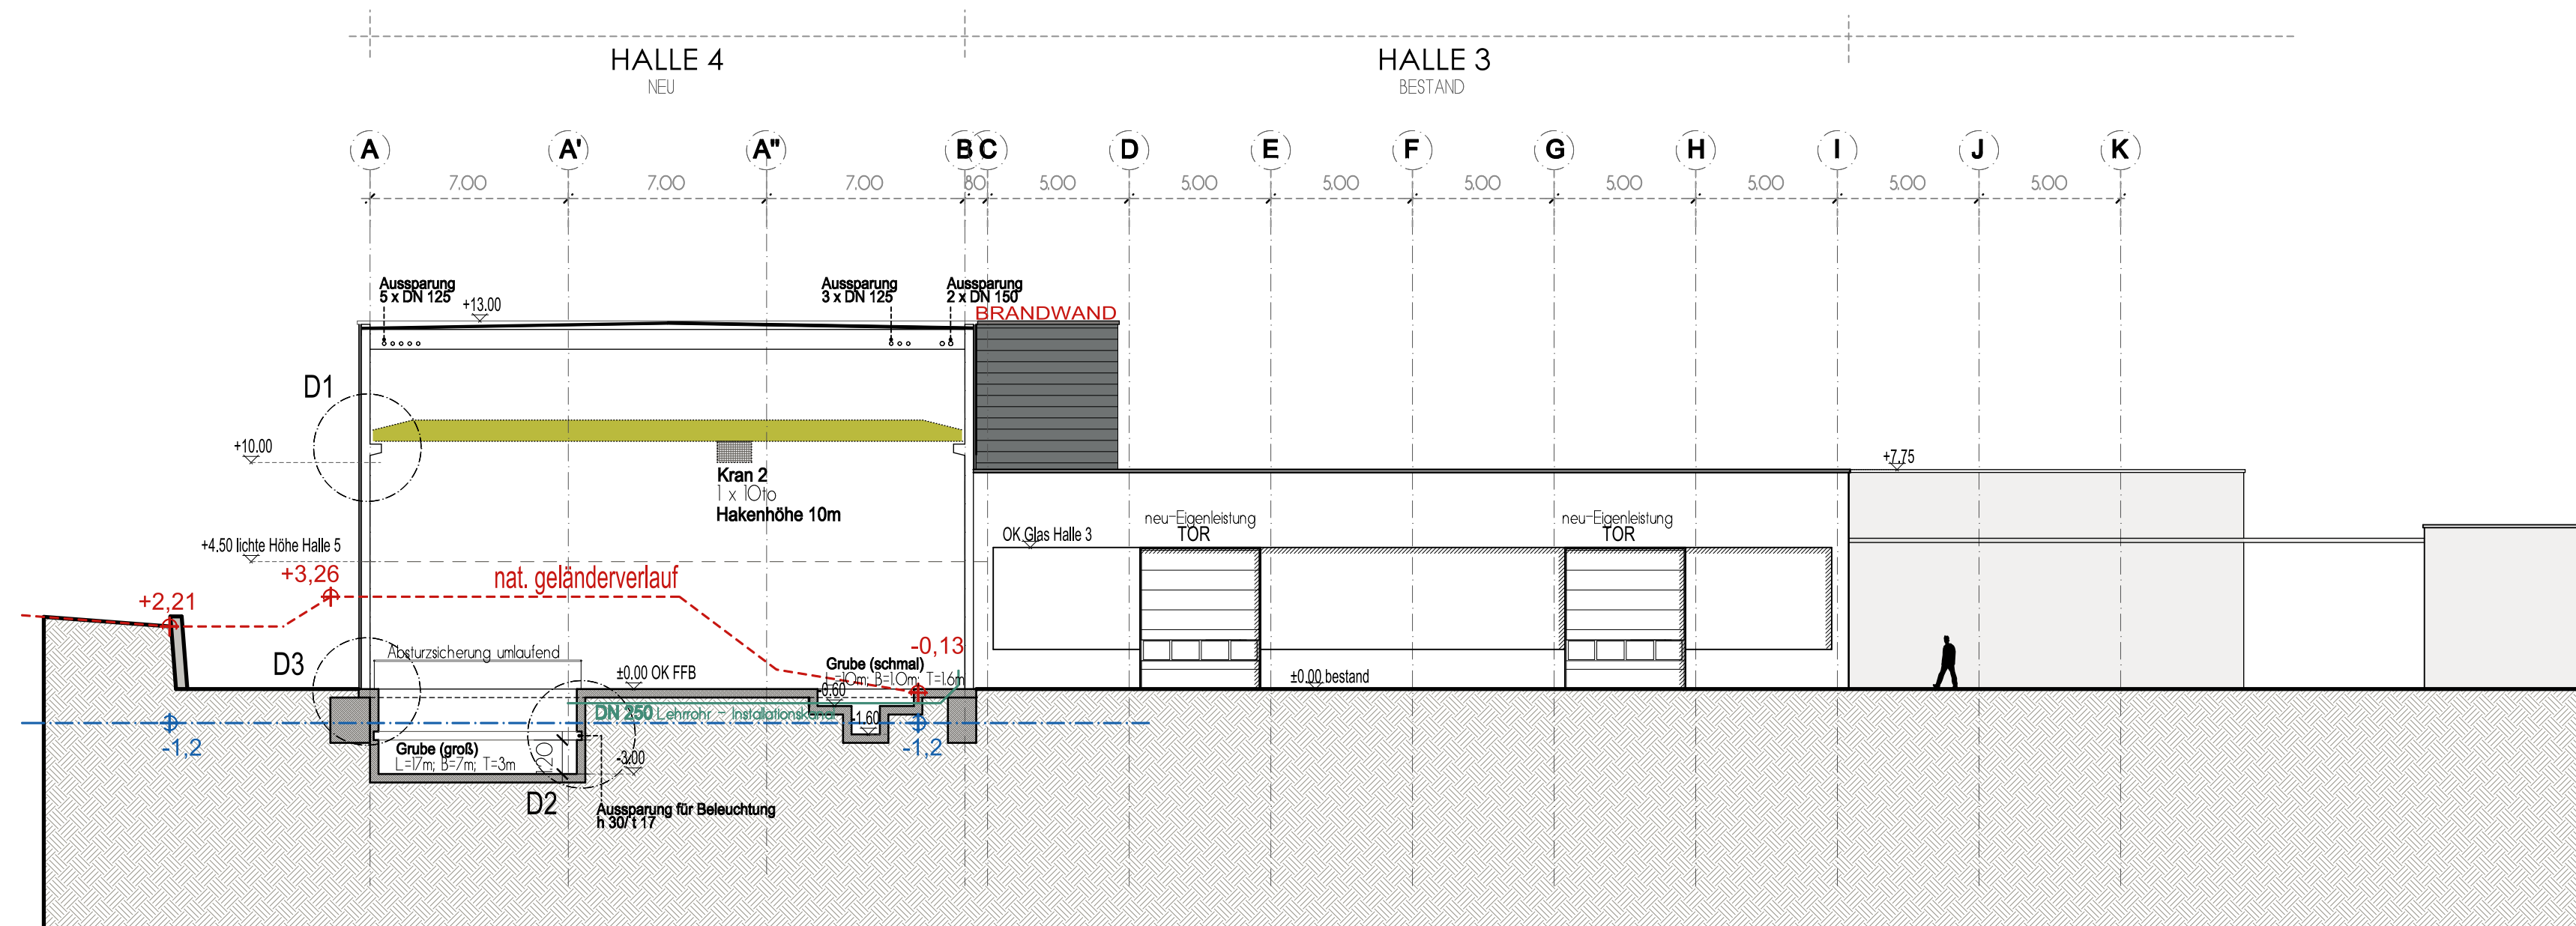 HALLE 4
NEU
HALLE 3
BESTAND
A A' A" B C D E F G H I J K
7.00 7.00 7.00 80 5.00 5.00 5.00 5.00 5.00 5.00 5.00 5.00
Aussparung
5 x DN 125
+13.00
Aussparung
3 x DN 125
Aussparung
2 x DN 150
BRANDWAND
D1
+10.00
Kran 2
1 x 10to
Hakenhöhe 10m
+7.75
neu-Eigenleistung
TOR
neu-Eigenleistung
TOR
OK Glas Halle 3
+4.50 lichte Höhe Halle 5
+3,26
nat. geländerverlauf
+2,21
-0,13
D3
Absturzsicherung umlaufend
±0.00 OK FFB
Grube (schmal)
L=10m; B=1.0m; T=1.6m
±0.00 bestand
-0.60
DN 250 Lehrrohr - Installationskanal
-1.60
-1,2
-1,2
Grube (groß)
L=17m; B=7m; T=3m
-3.00
D2
Aussparung für Beleuchtung
h 30/ t 17